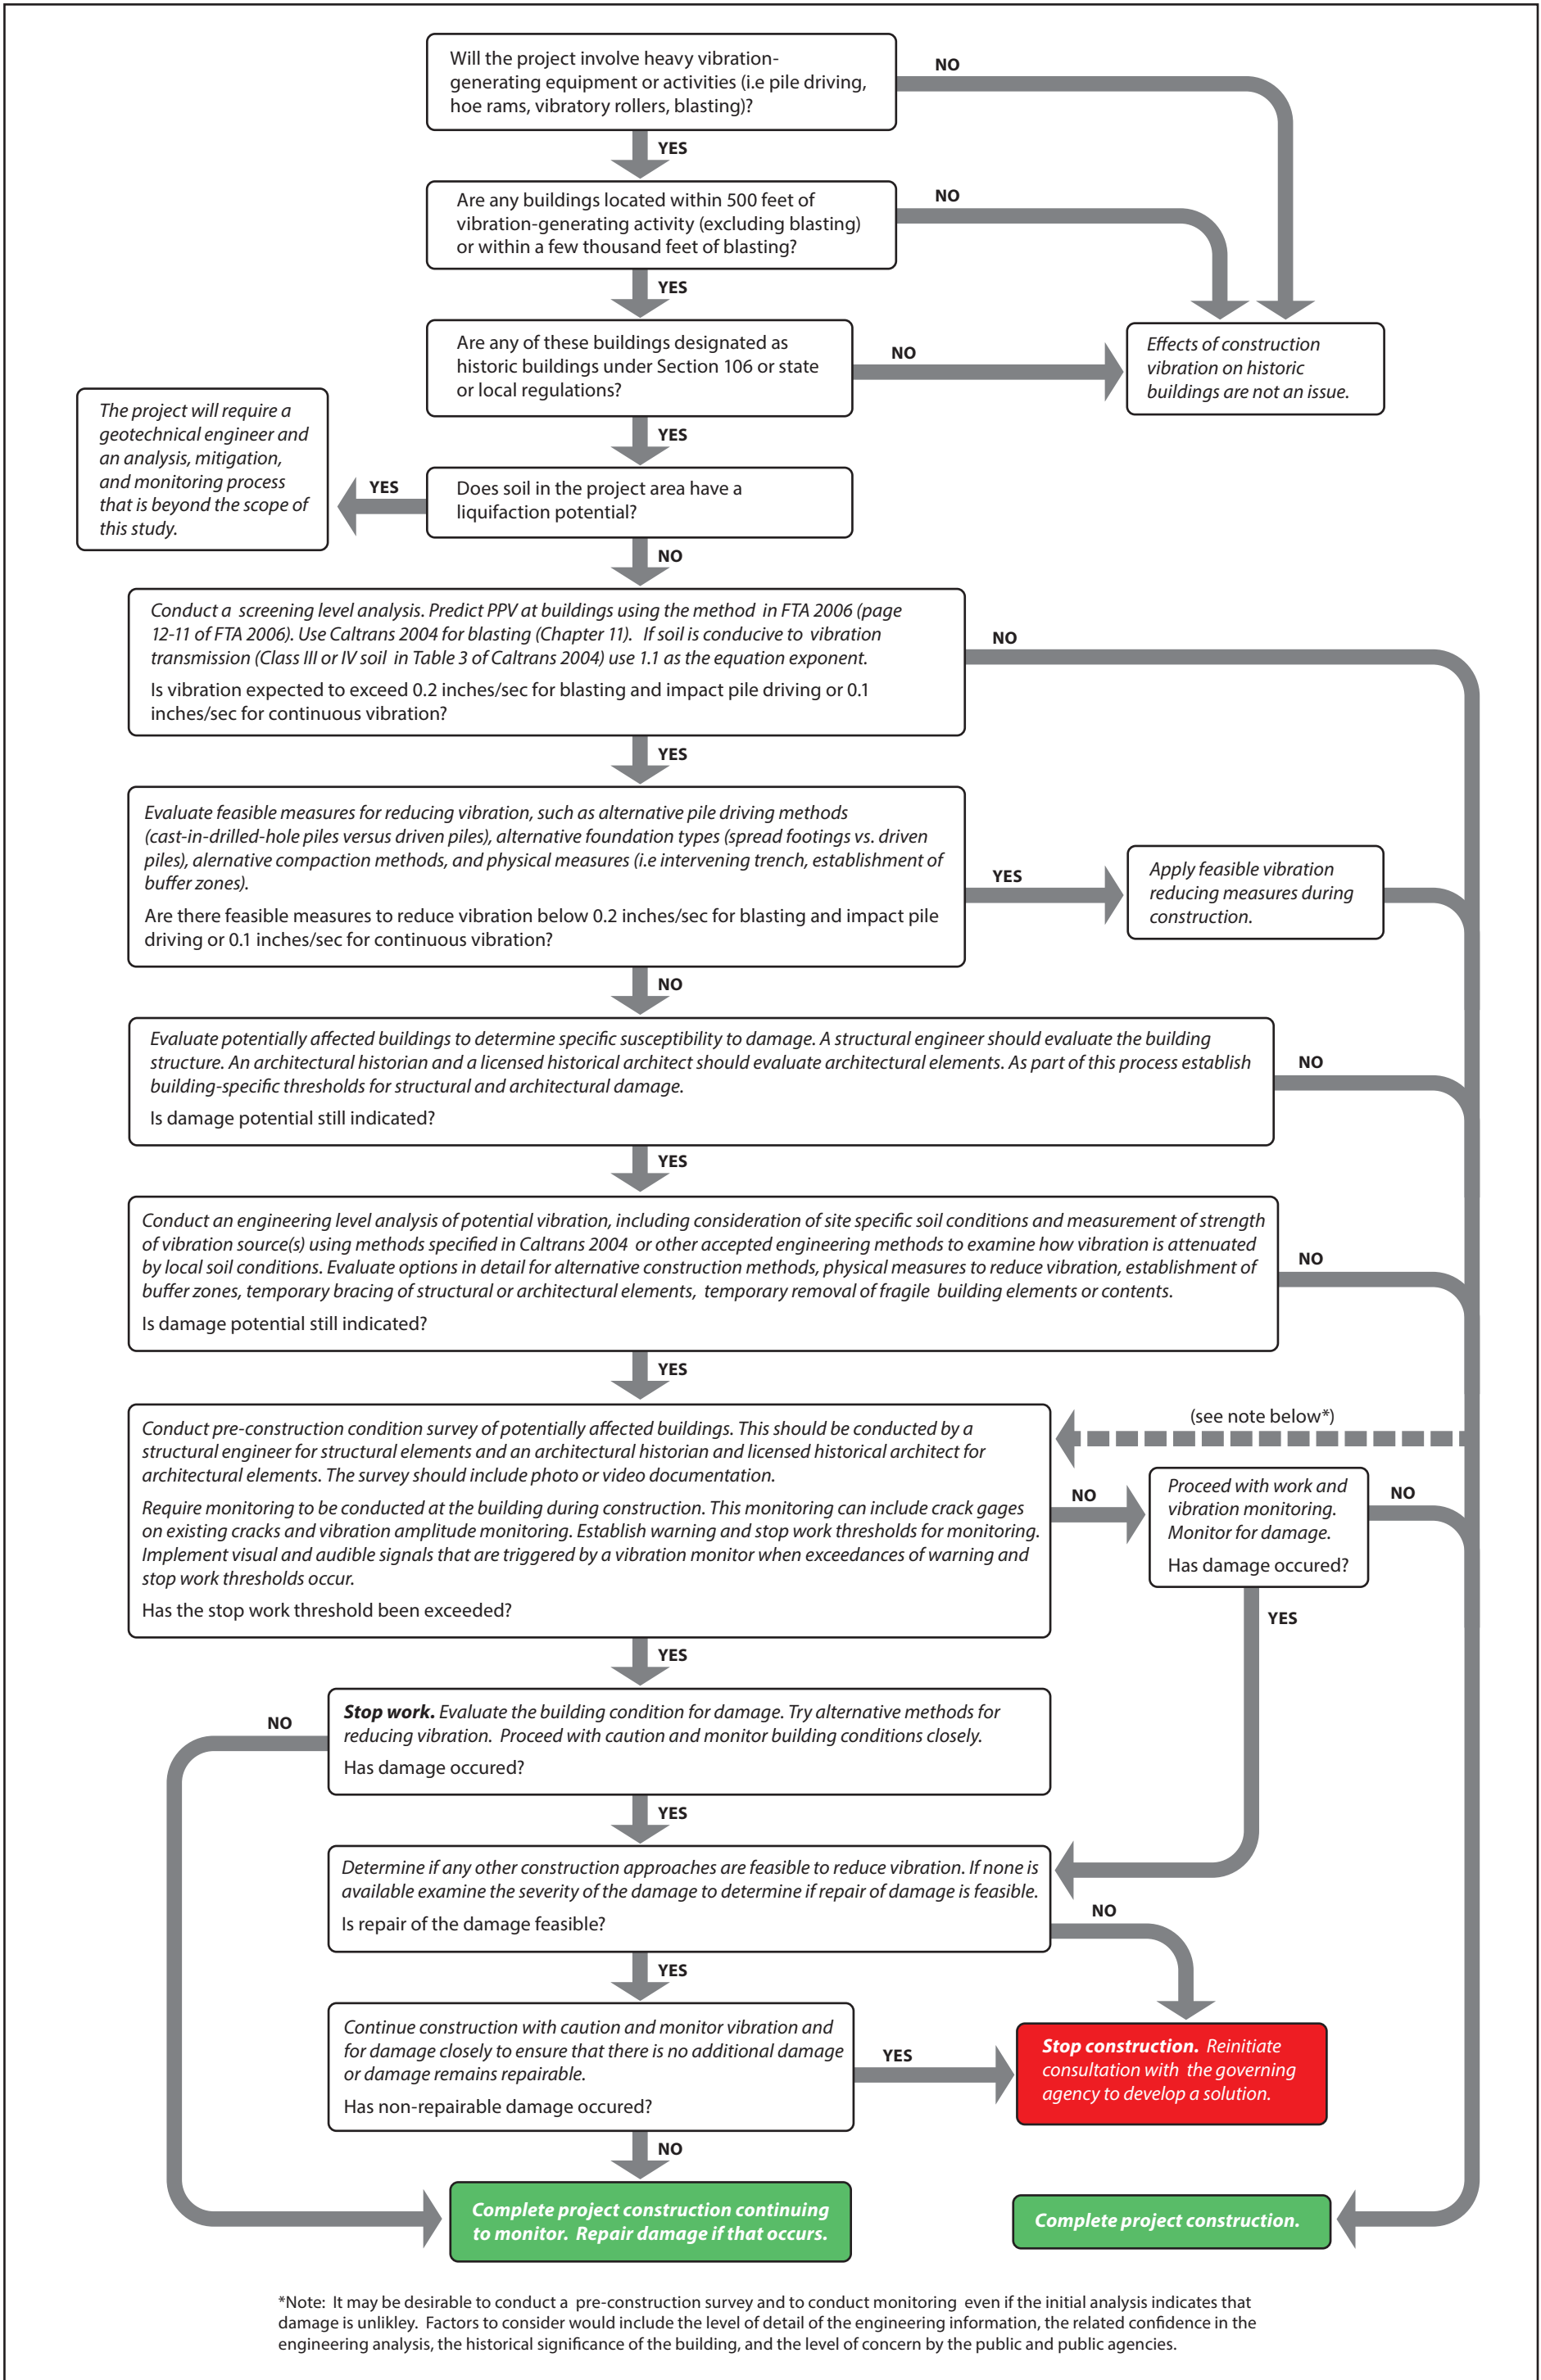 Will the project involve heavy vibration-
generating equipment or activities (i.e pile driving,
hoe rams, vibratory rollers, blasting)?
NO
YES
Are any buildings located within 500 feet of
vibration-generating activity (excluding blasting)
or within a few thousand feet of blasting?
NO
YES
Are any of these buildings designated as
historic buildings under Section 106 or state
or local regulations?
NO
Effects of construction
vibration on historic
buildings are not an issue.
YES
The project will require a
geotechnical engineer and
an analysis, mitigation,
and monitoring process
that is beyond the scope of
this study.
YES
Does soil in the project area have a
liquifaction potential?
NO
Conduct a screening level analysis. Predict PPV at buildings using the method in FTA 2006 (page
12-11 of FTA 2006). Use Caltrans 2004 for blasting (Chapter 11). If soil is conducive to vibration
transmission (Class III or IV soil in Table 3 of Caltrans 2004) use 1.1 as the equation exponent.
Is vibration expected to exceed 0.2 inches/sec for blasting and impact pile driving or 0.1
inches/sec for continuous vibration?
NO
YES
Evaluate feasible measures for reducing vibration, such as alternative pile driving methods
(cast-in-drilled-hole piles versus driven piles), alternative foundation types (spread footings vs. driven
piles), alernative compaction methods, and physical measures (i.e intervening trench, establishment of
buffer zones).
Are there feasible measures to reduce vibration below 0.2 inches/sec for blasting and impact pile
driving or 0.1 inches/sec for continuous vibration?
YES
Apply feasible vibration
reducing measures during
construction.
NO
Evaluate potentially affected buildings to determine specific susceptibility to damage. A structural engineer should evaluate the building
structure. An architectural historian and a licensed historical architect should evaluate architectural elements. As part of this process establish
building-specific thresholds for structural and architectural damage.
Is damage potential still indicated?
NO
YES
Conduct an engineering level analysis of potential vibration, including consideration of site specific soil conditions and measurement of strength
of vibration source(s) using methods specified in Caltrans 2004 or other accepted engineering methods to examine how vibration is attenuated
by local soil conditions. Evaluate options in detail for alternative construction methods, physical measures to reduce vibration, establishment of
buffer zones, temporary bracing of structural or architectural elements, temporary removal of fragile building elements or contents.
Is damage potential still indicated?
NO
YES
Conduct pre-construction condition survey of potentially affected buildings. This should be conducted by a
structural engineer for structural elements and an architectural historian and licensed historical architect for
architectural elements. The survey should include photo or video documentation.
Require monitoring to be conducted at the building during construction. This monitoring can include crack gages
on existing cracks and vibration amplitude monitoring. Establish warning and stop work thresholds for monitoring.
Implement visual and audible signals that are triggered by a vibration monitor when exceedances of warning and
stop work thresholds occur.
Has the stop work threshold been exceeded?
(see note below*)
NO
Proceed with work and
vibration monitoring.
Monitor for damage.
Has damage occured?
NO
YES
YES
Stop work. Evaluate the building condition for damage. Try alternative methods for
reducing vibration. Proceed with caution and monitor building conditions closely.
Has damage occured?
NO
YES
Determine if any other construction approaches are feasible to reduce vibration. If none is
available examine the severity of the damage to determine if repair of damage is feasible.
Is repair of the damage feasible?
NO
YES
Continue construction with caution and monitor vibration and
for damage closely to ensure that there is no additional damage
or damage remains repairable.
Has non-repairable damage occured?
YES
Stop construction. Reinitiate
consultation with the governing
agency to develop a solution.
NO
Complete project construction continuing
to monitor. Repair damage if that occurs.
Complete project construction.
*Note: It may be desirable to conduct a pre-construction survey and to conduct monitoring even if the initial analysis indicates that
damage is unlikley. Factors to consider would include the level of detail of the engineering information, the related confidence in the
engineering analysis, the historical significance of the building, and the level of concern by the public and public agencies.